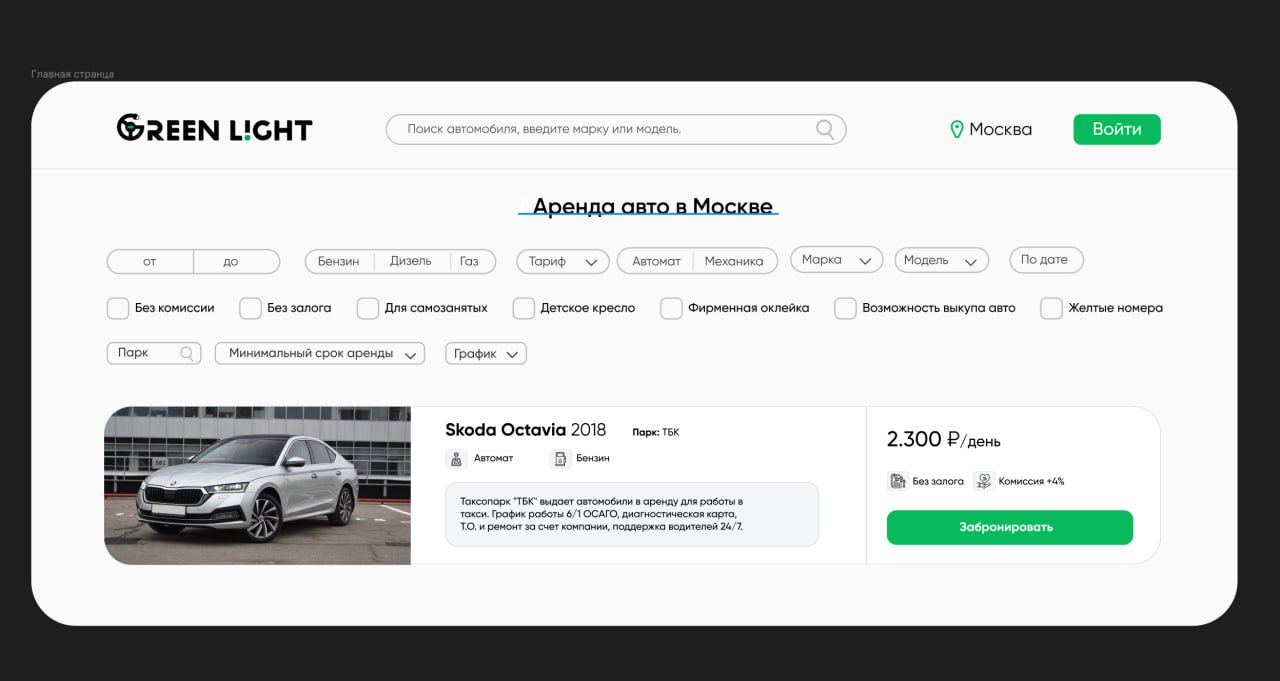 Главная странца
GREEN L!GHT
Поиск автомобиля, введите марку или модель.
Москва
Войти
Аренда авто в Москве
от
до
Бензин
Дизель
Газ
Тариф
Автомат
Механика
Марка
Модель
По дате
Без комиссии
Без залога
Для самозанятых
Детское кресло
Фирменная оклейка
Возможность выкупа авто
Желтые номера
Парк
Минимальный срок аренды
График
Skoda Octavia 2018
Парк: ТБК
Автомат
Бензин
Таксопарк "ТБК" выдает автомобили в аренду для работы в
такси. График работы 6/1 ОСАГО, диагностическая карта,
Т.О. и ремонт за счет компании, поддержка водителей 24/7.
2.300 ₽/день
Без залога
Комиссия +4%
Забронировать